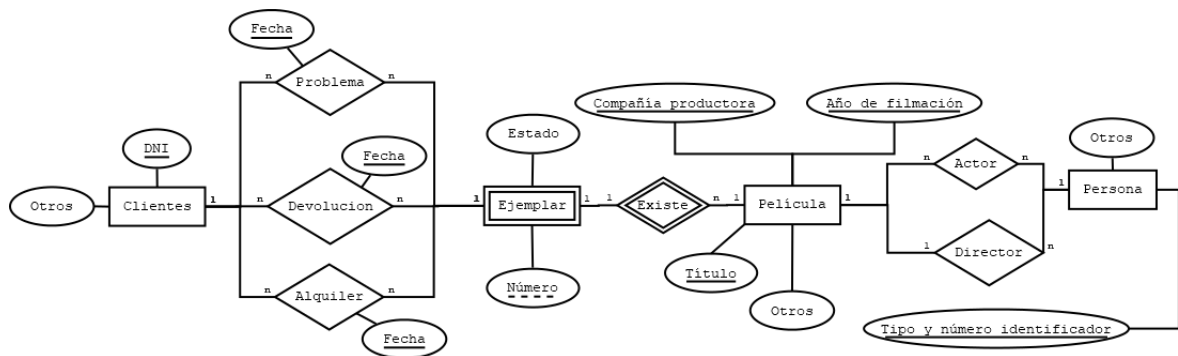 Fecha
n Problema n
Compañía productora
Año de filmación
DNI
Fecha
Estado
Otros
n Actor n
Otros
Clientes
1 n Devolucion n 1
Ejemplar
1 1 Existe n 1
Película
1
1 Persona
1 Director n
Título
Número
Otros
n Alquiler n
Fecha
Tipo y número identificador